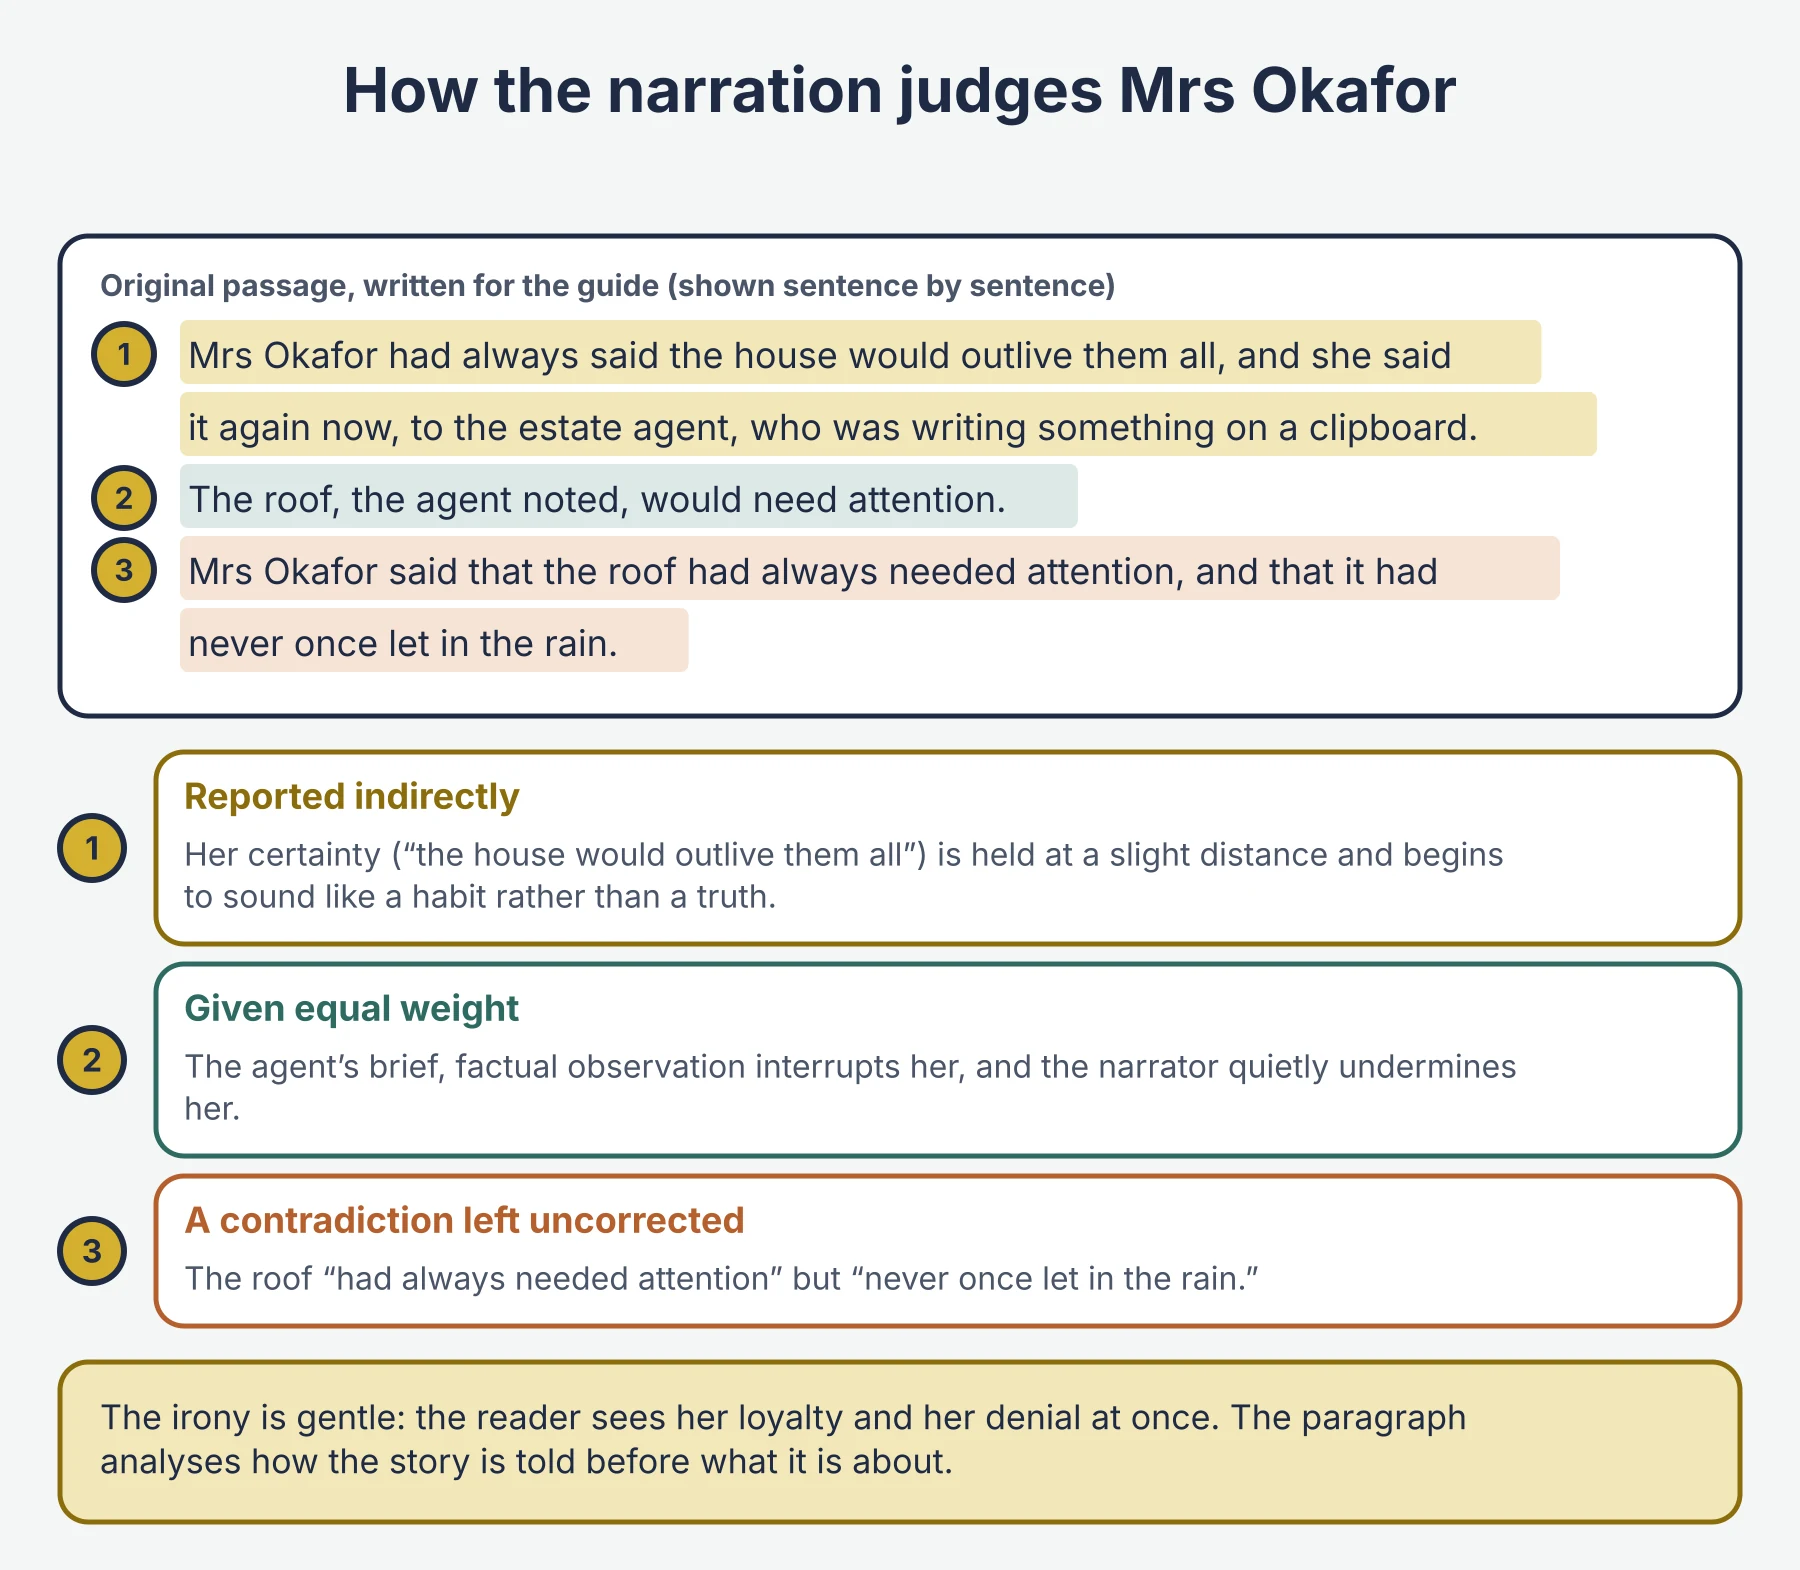 How the narration judges Mrs Okafor
Original passage, written for the guide (shown sentence by sentence)
1 Mrs Okafor had always said the house would outlive them all, and she said
it again now, to the estate agent, who was writing something on a clipboard.
2 The roof, the agent noted, would need attention.
3 Mrs Okafor said that the roof had always needed attention, and that it had
never once let in the rain.
Reported indirectly
1 Her certainty (“the house would outlive them all”) is held at a slight distance and begins
to sound like a habit rather than a truth.
Given equal weight
2 The agent’s brief, factual observation interrupts her, and the narrator quietly undermines
her.
A contradiction left uncorrected
3 The roof “had always needed attention” but “never once let in the rain.”
The irony is gentle: the reader sees her loyalty and her denial at once. The paragraph
analyses how the story is told before what it is about.